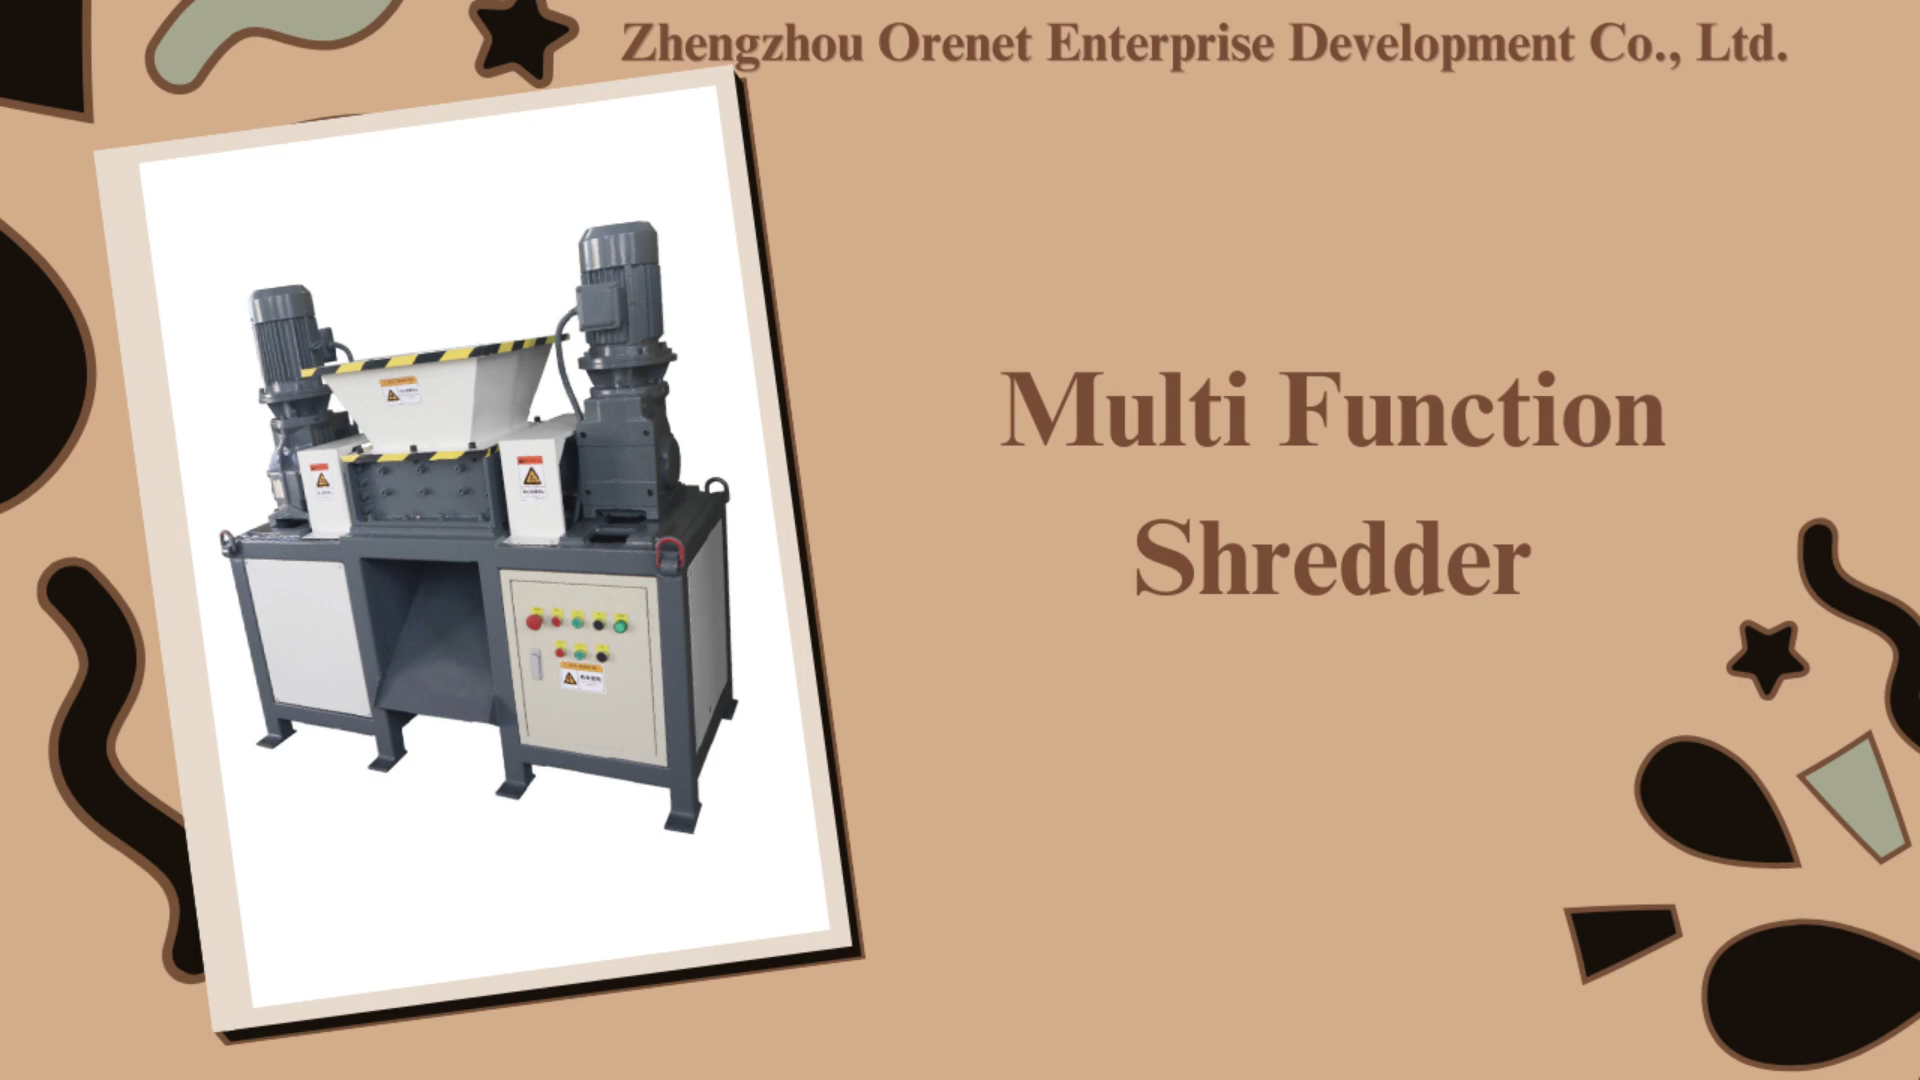 Zhengzhou Orenet Enterprise Development Co., Ltd.
Multi Function
Shredder